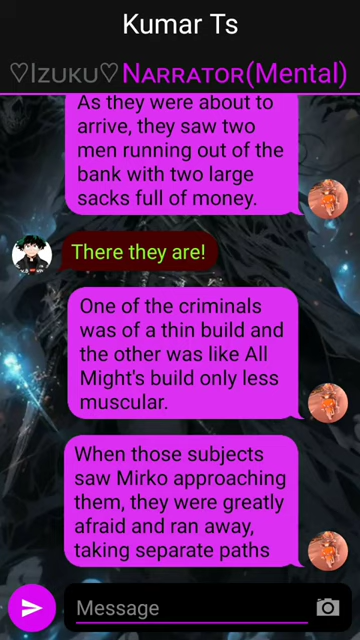 Kumar Ts
♡Izuku♡Narrator(Mental)
As they were about to
arrive, they saw two
men running out of the
bank with two large
sacks full of money.
There they are!
One of the criminals
was of a thin build and
the other was like All
Might's build only less
muscular.
When those subjects
saw Mirko approaching
them, they were greatly
afraid and ran away,
taking separate paths
Message